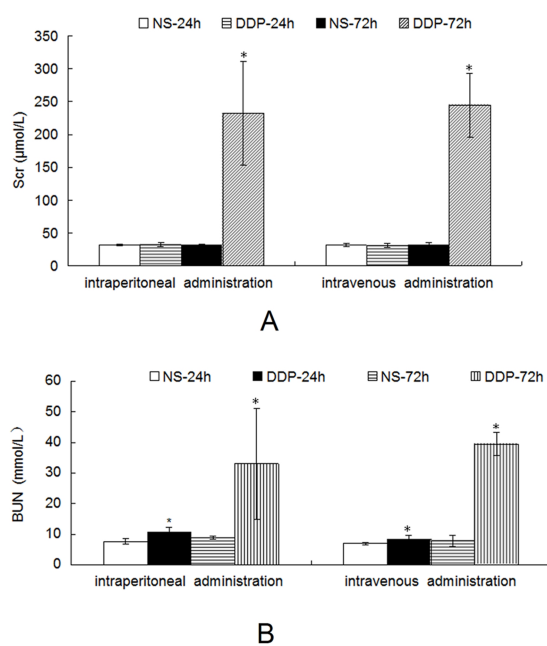 NS-24h DDP-24h NS-72h DDP-72h
350
300
250
200
150
100
50
0
Scr (μmol/L)
*
*
intraperitoneal administration intravenous administration
A
NS-24h DDP-24h NS-72h DDP-72h
60
50
40
30
20
10
0
BUN (mmol/L）
*
*
*
*
intraperitoneal administration intravenous administration
B